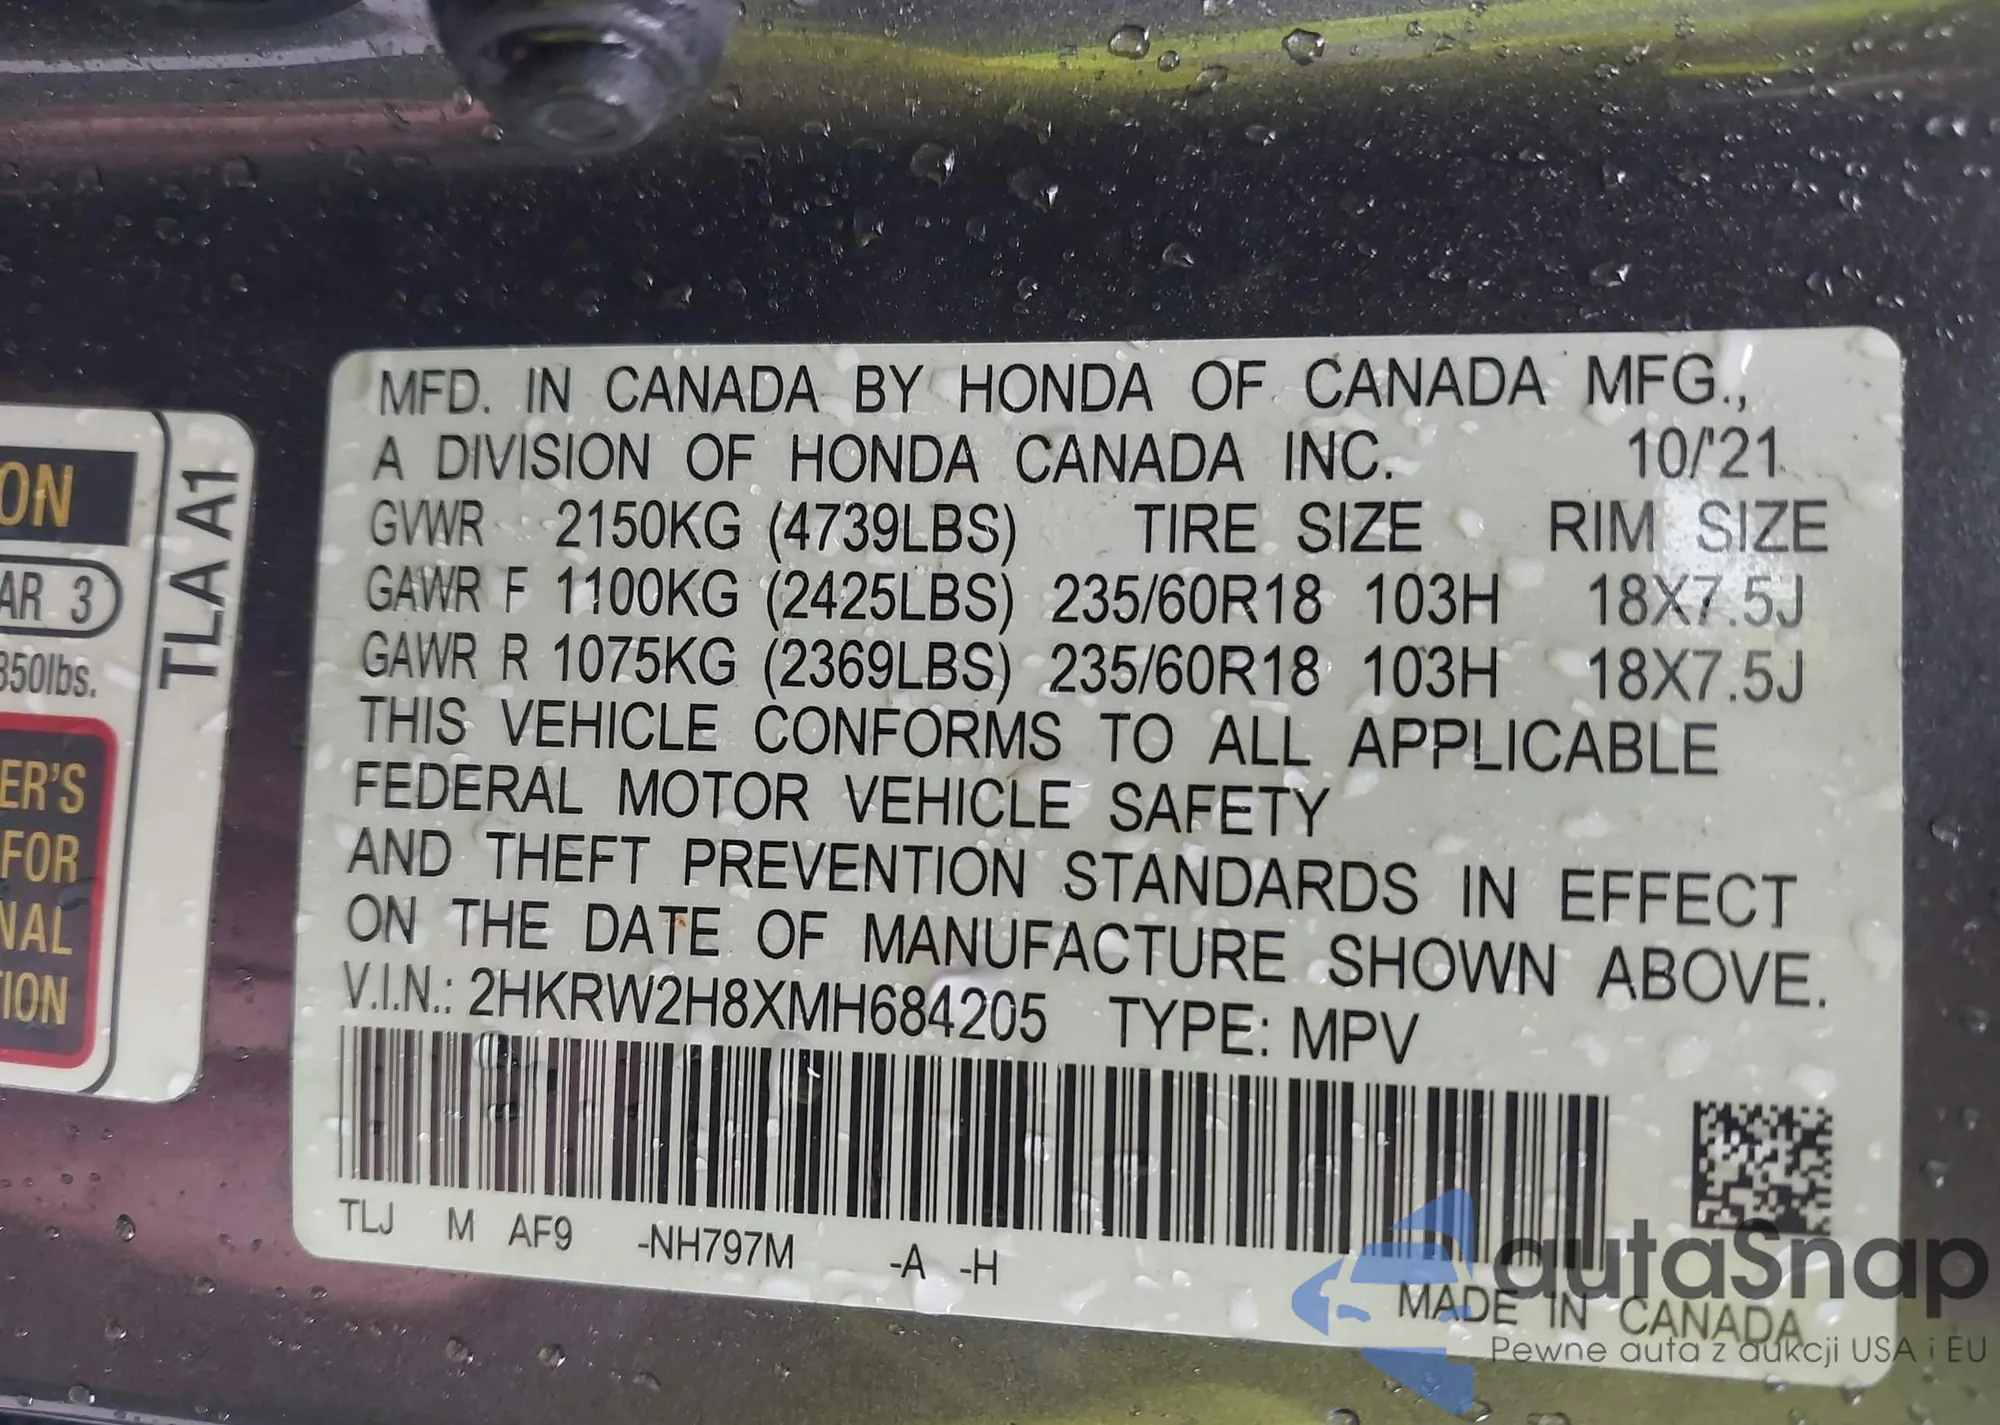 MFD. IN CANADA BY HONDA OF CANADA MFG.,
A DIVISION OF HONDA CANADA INC. 10/'21
GVWR 2150KG (4739LBS) TIRE SIZE RIM SIZE
GAWR F 1100KG (2425LBS) 235/60R18 103H 18X7.5J
GAWR R 1075KG (2369LBS) 235/60R18 103H 18X7.5J
THIS VEHICLE CONFORMS TO ALL APPLICABLE
FEDERAL MOTOR VEHICLE SAFETY
AND THEFT PREVENTION STANDARDS IN EFFECT
ON THE DATE OF MANUFACTURE SHOWN ABOVE.
V.I.N.: 2HKRW2H8XMH684205 TYPE: MPV
TLJ M AF9 -NH797M -A -H
MADE IN CANADA
TLA A1
ON
AR 3
850lbs.
ER'S
FOR
NAL
TION
autaSnap
Pewne auta z aukcji USA i EU